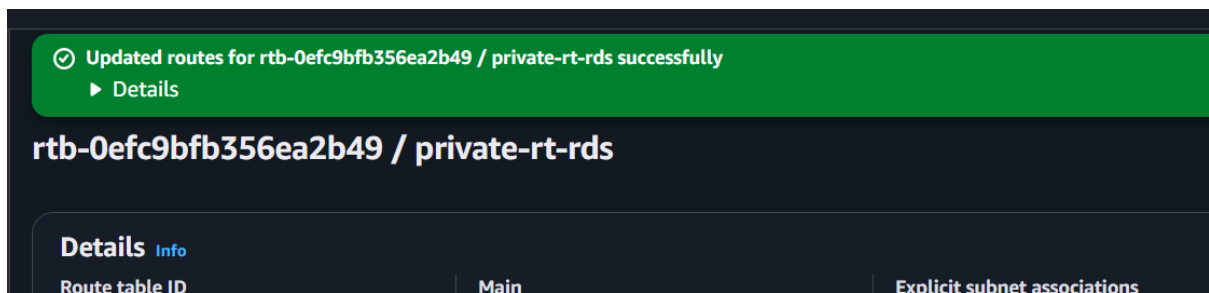 Updated routes for rtb-0efc9bfb356ea2b49 / private-rt-rds successfully
Details
rtb-0efc9bfb356ea2b49 / private-rt-rds
Details Info
Route table ID
Main
Explicit subnet associations